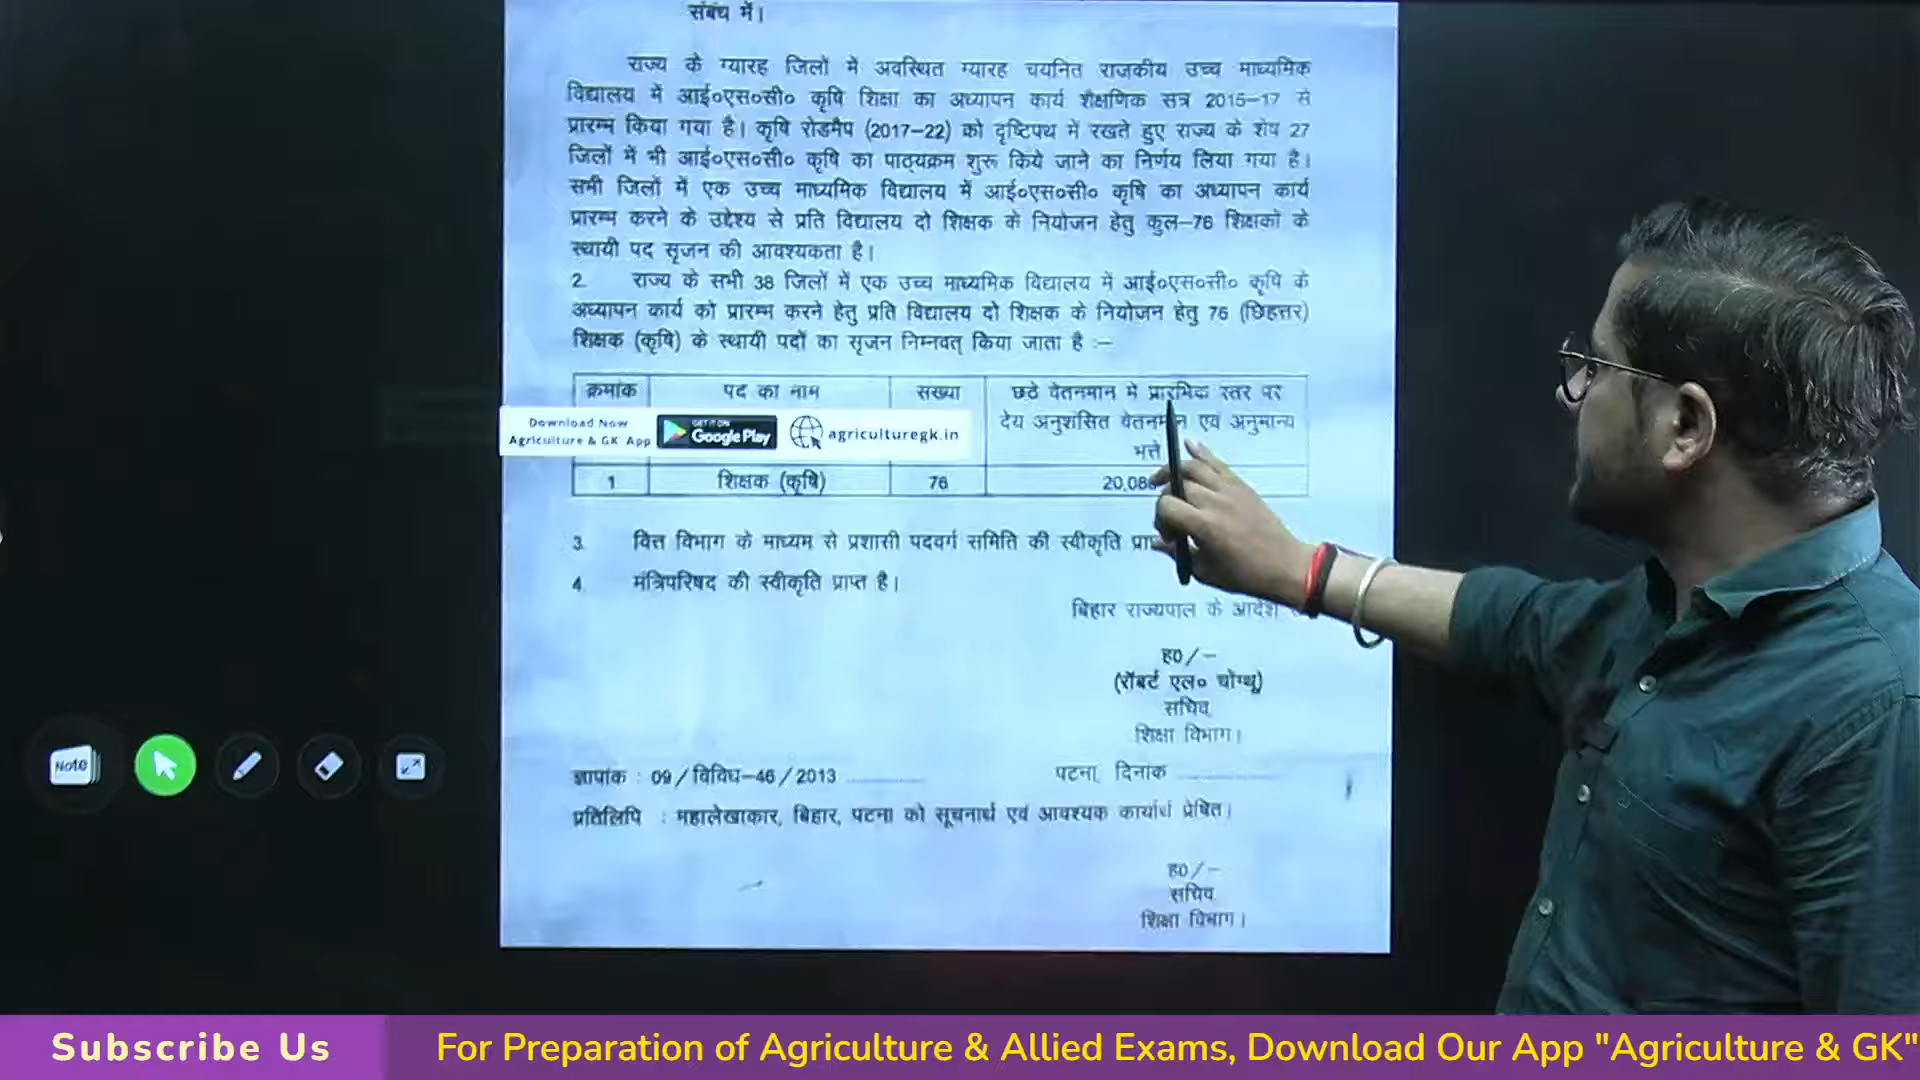 संबंध में।
राज्य के ग्यारह जिलों में अवस्थित ग्यारह चयनित राजकीय उच्च माध्यमिक
विद्यालय में आई०एस०सी० कृषि शिक्षा का अध्यापन कार्य शैक्षणिक सत्र 2015-17 से
प्रारम्भ किया गया है। कृषि रोडमैप (2017-22) को दृष्टिपथ में रखते हुए राज्य के शेष 27
जिलों में भी आई०एस०सी० कृषि का पाठ्यक्रम शुरू किये जाने का निर्णय लिया गया है।
सभी जिलों में एक उच्च माध्यमिक विद्यालय में आई०एस०सी० कृषि का अध्यापन कार्य
प्रारम्भ करने के उद्देश्य से प्रति विद्यालय दो शिक्षक के नियोजन हेतु कुल-76 शिक्षकों के
स्थायी पद सृजन की आवश्यकता है।
2. राज्य के सभी 38 जिलों में एक उच्च माध्यमिक विद्यालय में आई०एस०सी० कृषि के
अध्यापन कार्य को प्रारम्भ करने हेतु प्रति विद्यालय दो शिक्षक के नियोजन हेतु 76 (छिहत्तर)
शिक्षक (कृषि) के स्थायी पदों का सृजन निम्नवत् किया जाता है :-
क्रमांक पद का नाम संख्या छठे वेतनमान में प्रारंभिक स्तर पर
देय अनुशंसित वेतनमान एवं अनुमान्य
भत्ते
Download Now
Agriculture & GK App
GET IT ON
Google Play
agriculturegk.in
1 शिक्षक (कृषि) 76 20,08
3. वित्त विभाग के माध्यम से प्रशासी पदवर्ग समिति की स्वीकृति
4. मंत्रिपरिषद की स्वीकृति प्राप्त है।
बिहार राज्यपाल के आदेश
ह०/-
(रॉबर्ट एल० चोंग्थू)
सचिव
शिक्षा विभाग।
ज्ञापांक : 09/विविध-46/2013 ............ पटना, दिनांक ............
प्रतिलिपि : महालेखाकार, बिहार, पटना को सूचनार्थ एवं आवश्यक कार्यार्थ प्रेषित।
ह०/-
सचिव
शिक्षा विभाग।
Note
Subscribe Us
For Preparation of Agriculture & Allied Exams, Download Our App "Agriculture & GK"